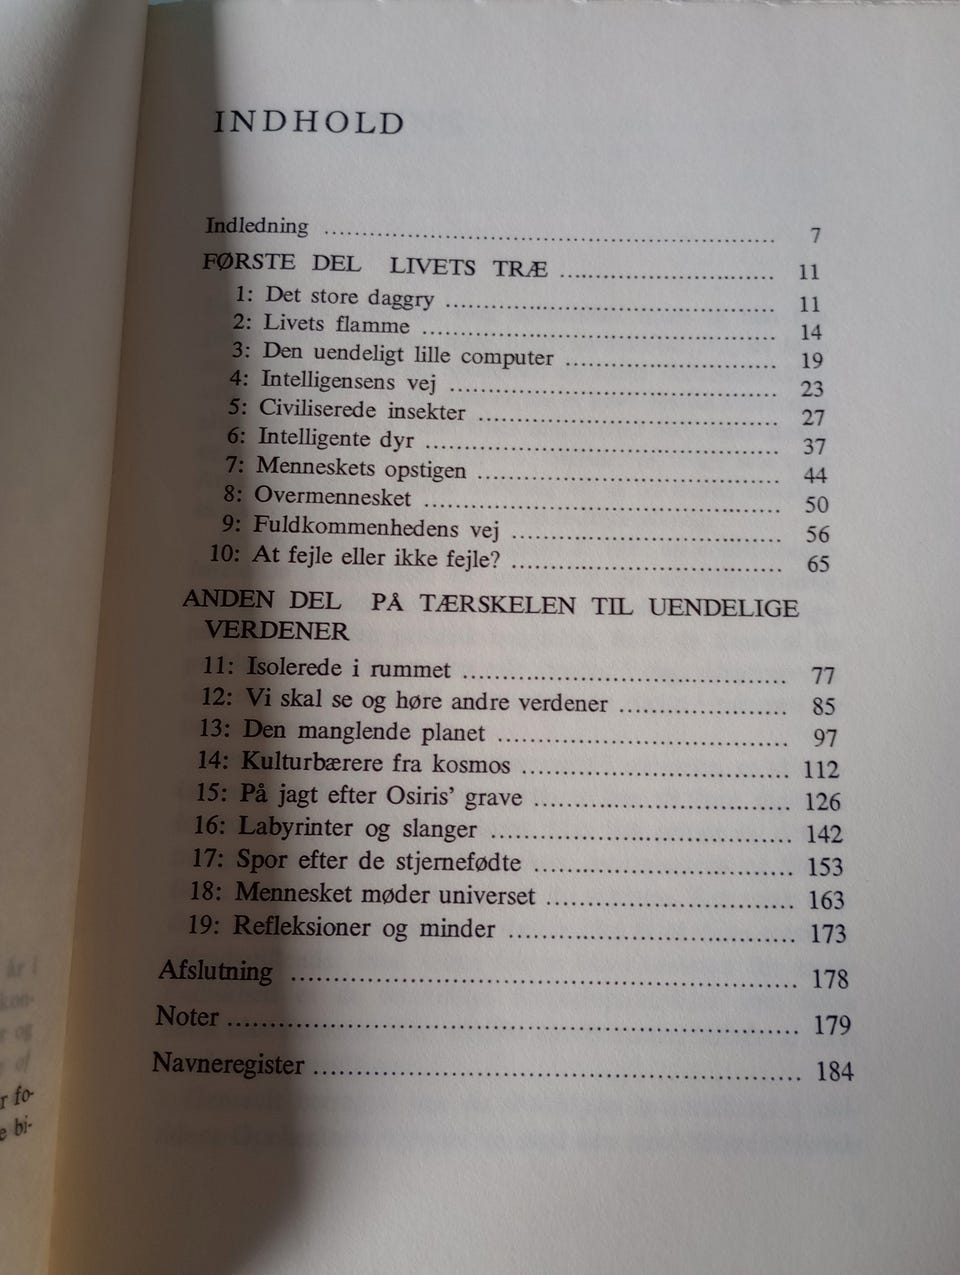 INDHOLD
Indledning ........ 7
FØRSTE DEL LIVETS TRÆ ........ 11
1: Det store daggry ........ 11
2: Livets flamme ........ 14
3: Den uendeligt lille computer ........ 19
4: Intelligensens vej ........ 23
5: Civiliserede insekter ........ 27
6: Intelligente dyr ........ 37
7: Menneskets opstigen ........ 44
8: Overmennesket ........ 50
9: Fuldkommenhedens vej ........ 56
10: At fejle eller ikke fejle? ........ 65
ANDEN DEL PÅ TÆRSKELEN TIL UENDELIGE
VERDENER
11: Isolerede i rummet ........ 77
12: Vi skal se og høre andre verdener ........ 85
13: Den manglende planet ........ 97
14: Kulturbærere fra kosmos ........ 112
15: På jagt efter Osiris' grave ........ 126
16: Labyrinter og slanger ........ 142
17: Spor efter de stjernefødte ........ 153
18: Mennesket møder universet ........ 163
19: Refleksioner og minder ........ 173
Afslutning ........ 178
Noter ........ 179
Navneregister ........ 184
år i
kon-
r og
r fo-
e bi-